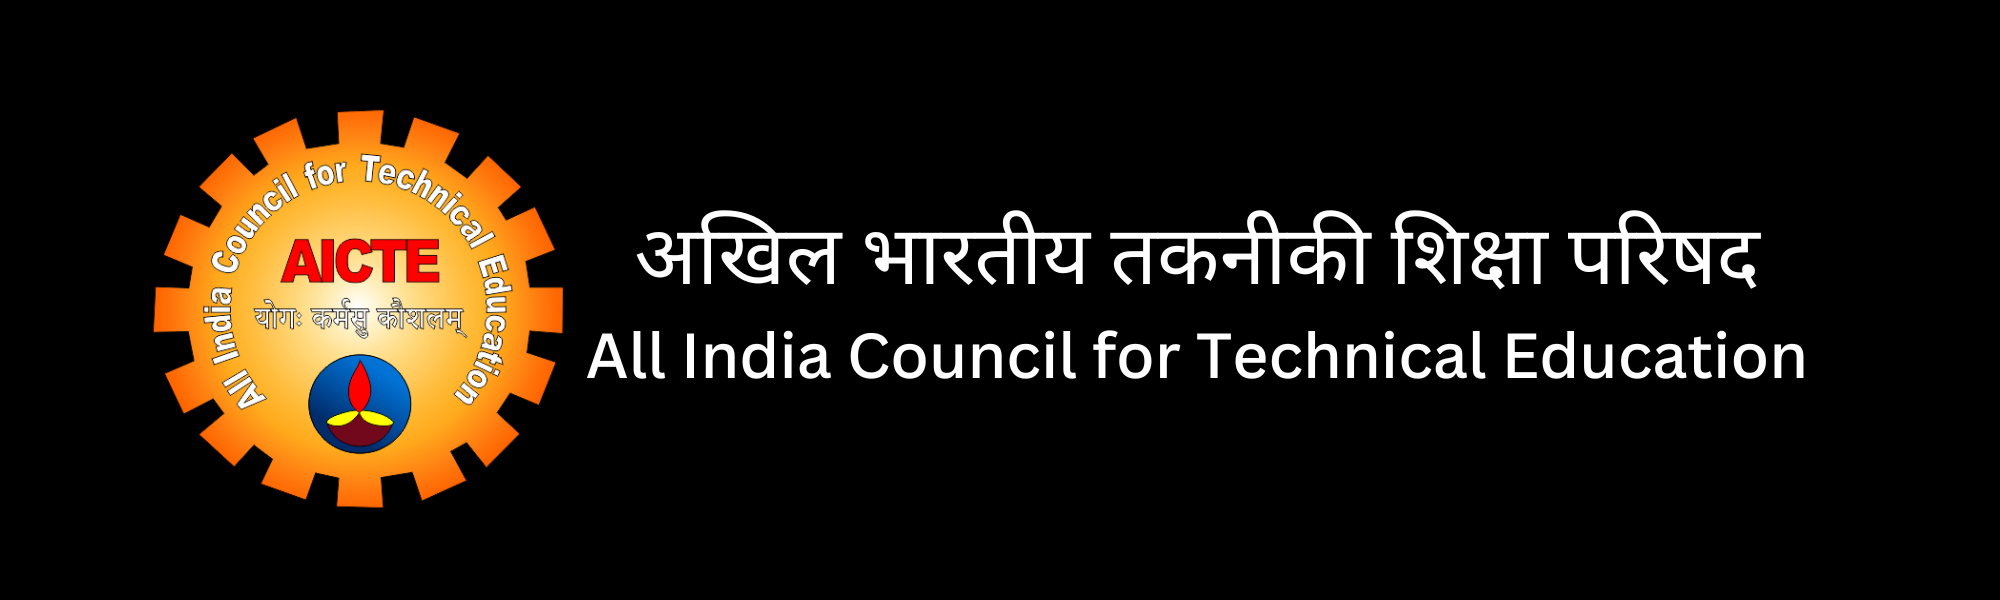 All India Council for Technical Education
AICTE
योगः कर्मसु कौशलम्
अखिल भारतीय तकनीकी शिक्षा परिषद
All India Council for Technical Education